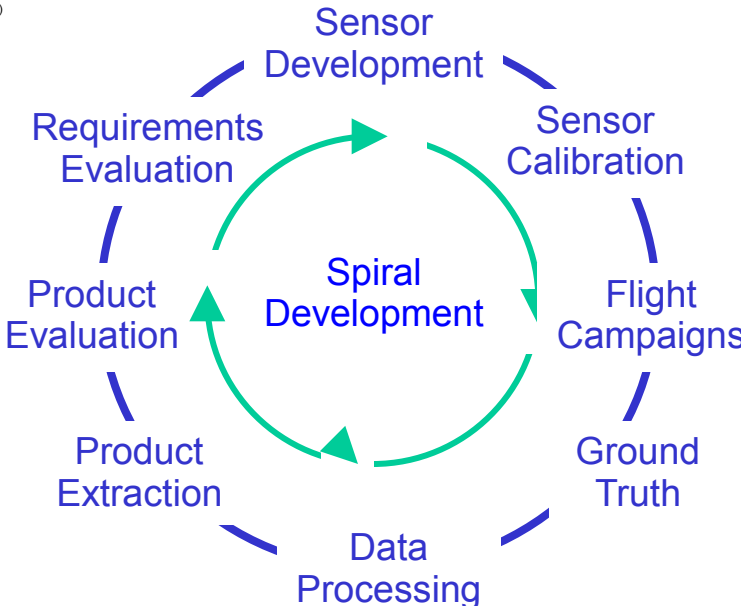 )
Sensor
Development
Sensor
Calibration
Flight
Campaigns
Ground
Truth
Data
Processing
Product
Extraction
Product
Evaluation
Requirements
Evaluation
Spiral
Development